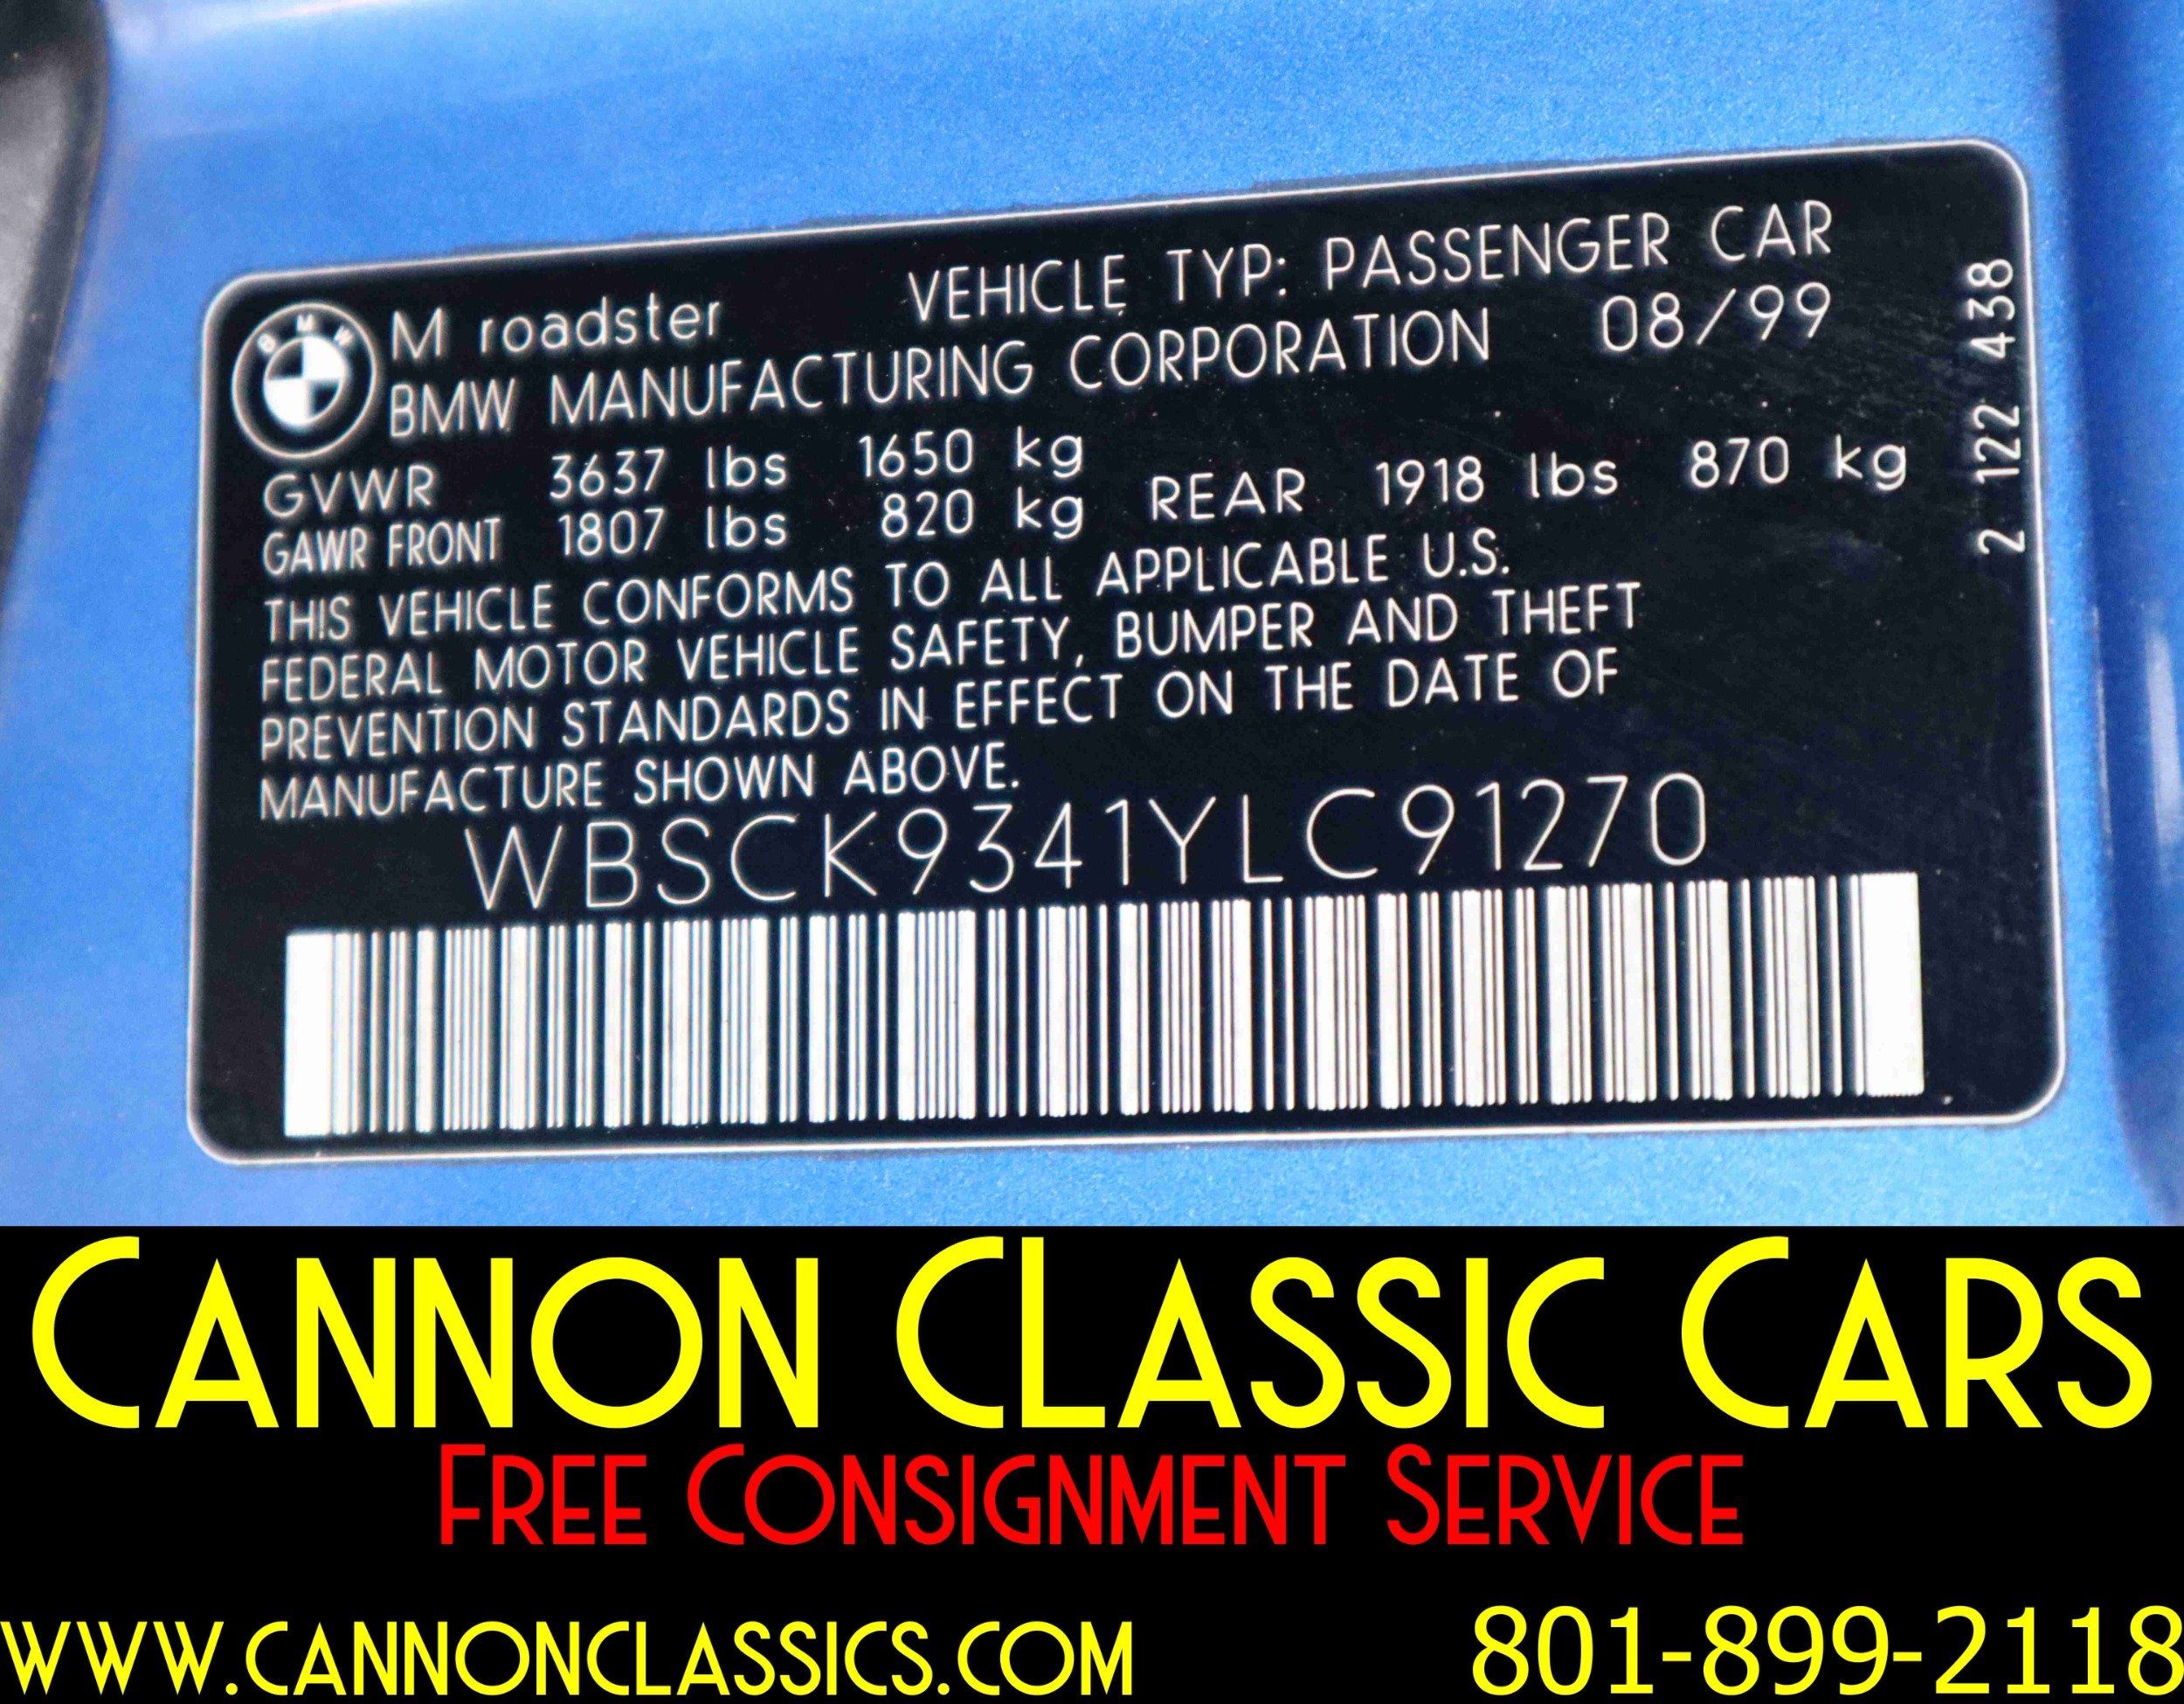 M roadster VEHICLE TYP: PASSENGER CAR
BMW MANUFACTURING CORPORATION 08/99
GVWR 3637 lbs 1650 kg
GAWR FRONT 1807 lbs 820 kg REAR 1918 lbs 870 kg
THIS VEHICLE CONFORMS TO ALL APPLICABLE U.S.
FEDERAL MOTOR VEHICLE SAFETY, BUMPER AND THEFT
PREVENTION STANDARDS IN EFFECT ON THE DATE OF
MANUFACTURE SHOWN ABOVE.
WBSCK9341YLC91270
2 122 438
BMW
CANNON CLASSIC CARS
FREE CONSIGNMENT SERVICE
WWW.CANNONCLASSICS.COM 801-899-2118